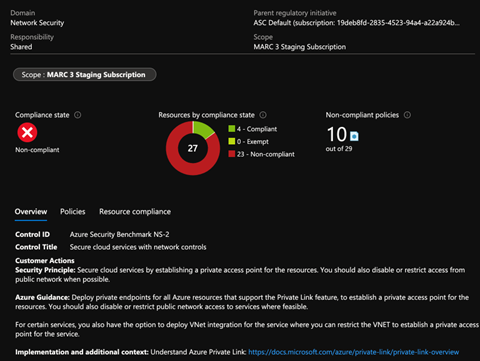 Domain
Network Security
Parent regulatory initiative
ASC Default (subscription: 19deb8fd-2835-4523-94a4-a22a924b...
Responsibility
Shared
Scope
MARC 3 Staging Subscription
Scope : MARC 3 Staging Subscription
Compliance state
Non-compliant
Resources by compliance state
27
4 - Compliant
0 - Exempt
23 - Non-compliant
Non-compliant policies
10
out of 29
Overview
Policies
Resource compliance
Control ID Azure Security Benchmark NS-2
Control Title Secure cloud services with network controls
Customer Actions
Security Principle: Secure cloud services by establishing a private access point for the resources. You should also disable or restrict access from
public network when possible.
Azure Guidance: Deploy private endpoints for all Azure resources that support the Private Link feature, to establish a private access point for the
resources. You should also disable or restrict public network access to services where feasible.
For certain services, you also have the option to deploy VNet integration for the service where you can restrict the VNET to establish a private access
point for the service.
Implementation and additional context: Understand Azure Private Link: https://docs.microsoft.com/azure/private-link/private-link-overview